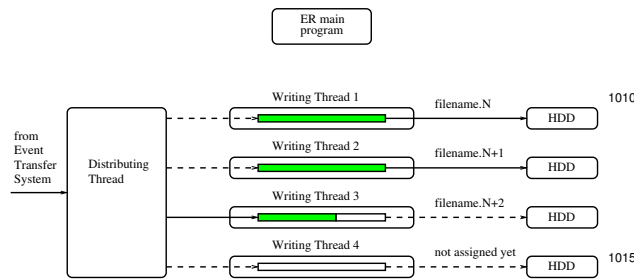 ER main
program
Writing Thread 1
filename.N
HDD
1010
from
Event
Transfer
System
Distributing
Thread
Writing Thread 2
filename.N+1
HDD
Writing Thread 3
filename.N+2
HDD
Writing Thread 4
not assigned yet
HDD
1015